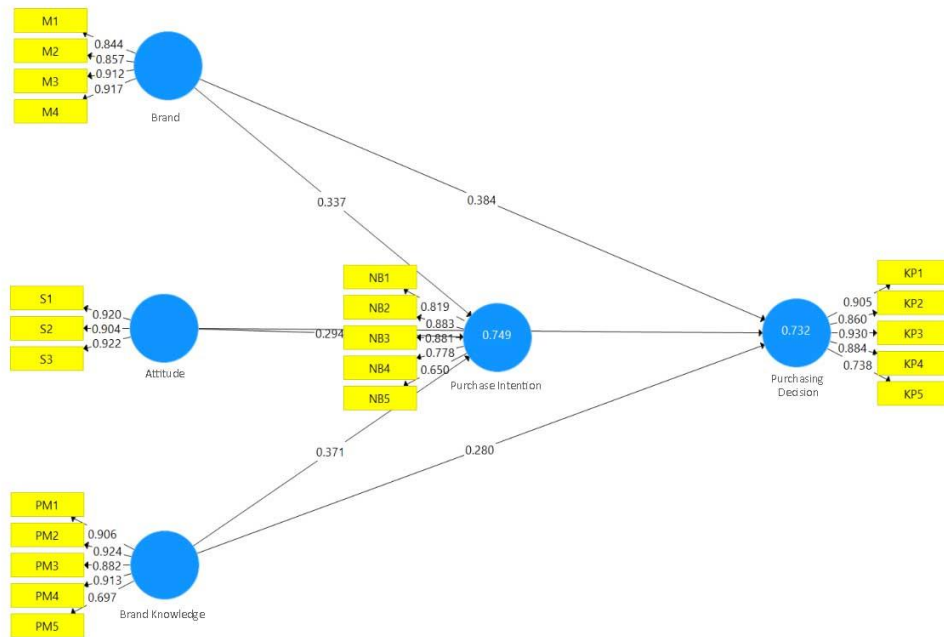 M1
M2
M3
M4
0.844
0.857
0.912
0.917
Brand
0.337
0.384
S1
S2
S3
0.920
0.904
0.922
Attitude
0.294
NB1
NB2
NB3
NB4
NB5
0.819
0.883
0.881
0.778
0.650
0.749
Purchase Intention
0.732
Purchasing
Decision
KP1
KP2
KP3
KP4
KP5
0.905
0.860
0.930
0.884
0.738
0.371
0.280
PM1
PM2
PM3
PM4
PM5
0.906
0.924
0.882
0.913
0.697
Brand Knowledge